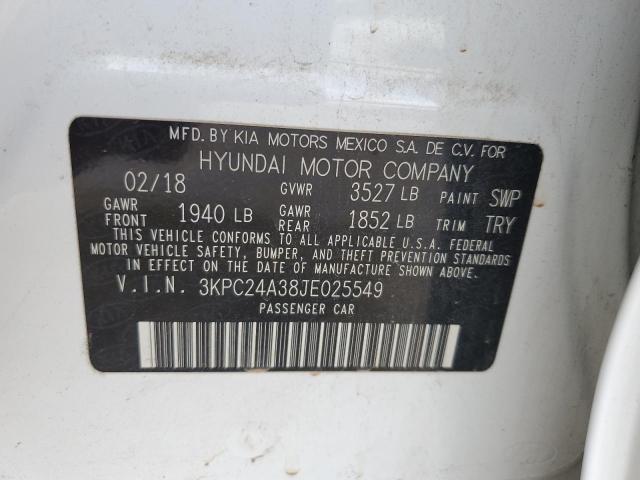 MFD. BY KIA MOTORS MEXICO S.A. DE C.V. FOR
HYUNDAI MOTOR COMPANY
02/18 GVWR 3527 LB PAINT SWP
GAWR FRONT 1940 LB GAWR REAR 1852 LB TRIM TRY
THIS VEHICLE CONFORMS TO ALL APPLICABLE U.S.A. FEDERAL
MOTOR VEHICLE SAFETY, BUMPER, AND THEFT PREVENTION STANDARDS
IN EFFECT ON THE DATE OF MANUFACTURE SHOWN ABOVE.
V.I.N. 3KPC24A38JE025549
PASSENGER CAR